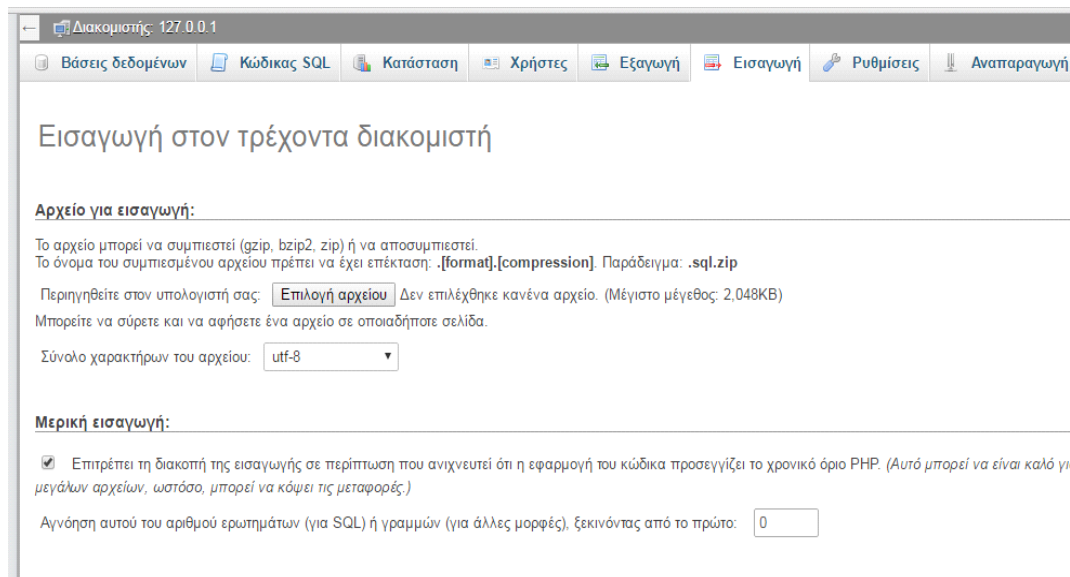 Διακομιστής: 127.0.0.1
Βάσεις δεδομένων Κώδικας SQL Κατάσταση Χρήστες Εξαγωγή Εισαγωγή Ρυθμίσεις Αναπαραγωγή
Εισαγωγή στον τρέχοντα διακομιστή
Αρχείο για εισαγωγή:
Το αρχείο μπορεί να συμπιεστεί (gzip, bzip2, zip) ή να αποσυμπιεστεί.
Το όνομα του συμπιεσμένου αρχείου πρέπει να έχει επέκταση: .[format].[compression]. Παράδειγμα: .sql.zip
Περιηγηθείτε στον υπολογιστή σας: Επιλογή αρχείου Δεν επιλέχθηκε κανένα αρχείο. (Μέγιστο μέγεθος: 2,048KB)
Μπορείτε να σύρετε και να αφήσετε ένα αρχείο σε οποιαδήποτε σελίδα.
Σύνολο χαρακτήρων του αρχείου: utf-8
Μερική εισαγωγή:
Επιτρέπει τη διακοπή της εισαγωγής σε περίπτωση που ανιχνευτεί ότι η εφαρμογή του κώδικα προσεγγίζει το χρονικό όριο PHP. (Αυτό μπορεί να είναι καλό
μεγάλων αρχείων, ωστόσο, μπορεί να κόψει τις μεταφορές.)
Αγνόηση αυτού του αριθμού ερωτημάτων (για SQL) ή γραμμών (για άλλες μορφές), ξεκινόντας από το πρώτο: 0